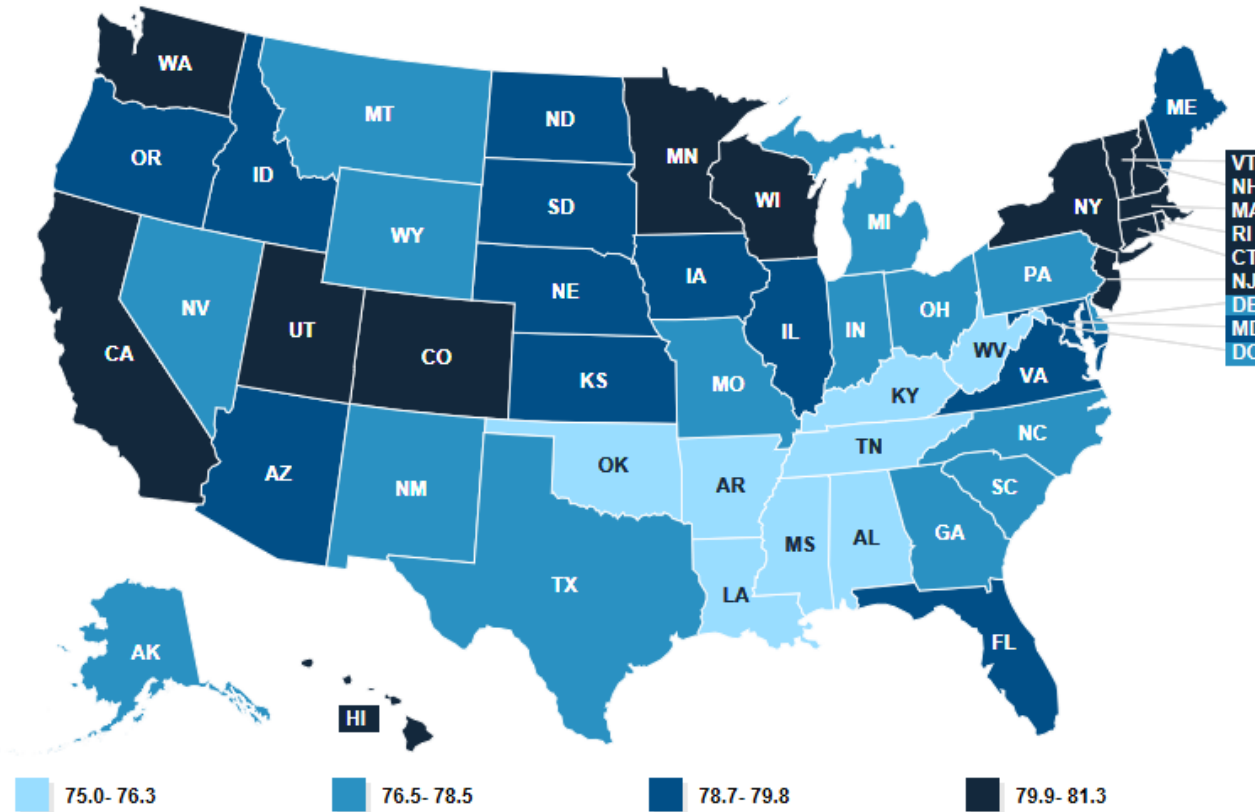 WA
MT
ND
MN
ME
OR
ID
SD
WI
VT
NH
MA
RI
CT
NJ
DE
MD
DC
NY
WY
MI
IA
NE
PA
NV
UT
CO
IL
IN
OH
CA
KS
MO
WV
VA
KY
NC
TN
OK
AZ
NM
AR
SC
MS
AL
GA
TX
LA
FL
AK
HI
75.0- 76.3
76.5- 78.5
78.7- 79.8
79.9- 81.3